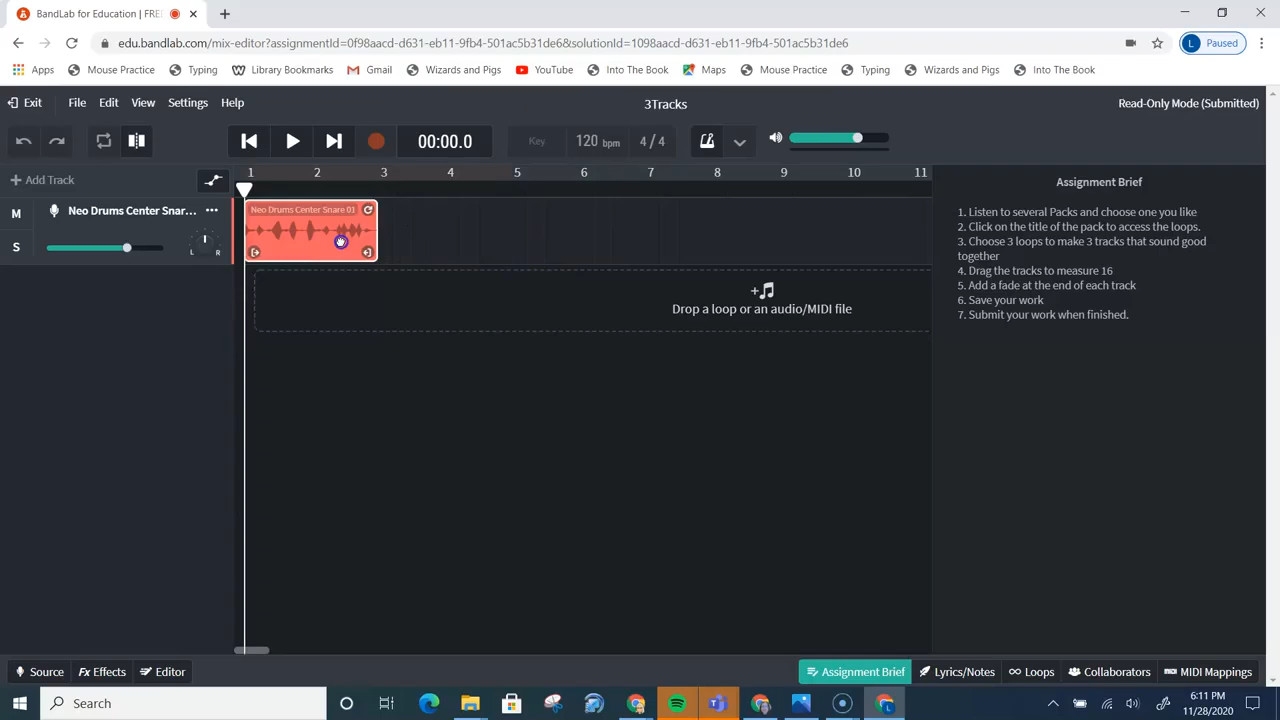 BandLab for Education | FREE
edu.bandlab.com/mix-editor?assignmentId=0f98aacd-d631-eb11-9fb4-501ac5b31de6&solutionId=1098aacd-d631-eb11-9fb4-501ac5b31de6
L Paused
Apps Mouse Practice Typing Library Bookmarks Gmail Wizards and Pigs YouTube Into The Book Maps Mouse Practice Typing Wizards and Pigs Into The Book
Exit File Edit View Settings Help 3Tracks Read-Only Mode (Submitted)
00:00.0 Key 120 bpm 4 / 4
+ Add Track 1 2 3 4 5 6 7 8 9 10 11
Assignment Brief
M Neo Drums Center Snar... ...
Neo Drums Center Snare 01
S L R
1. Listen to several Packs and choose one you like
2. Click on the title of the pack to access the loops.
3. Choose 3 loops to make 3 tracks that sound good
together
4. Drag the tracks to measure 16
5. Add a fade at the end of each track
6. Save your work
7. Submit your work when finished.
Drop a loop or an audio/MIDI file
Source Fx Effects Editor Assignment Brief Lyrics/Notes Loops Collaborators MIDI Mappings
Search
6:11 PM
11/28/2020